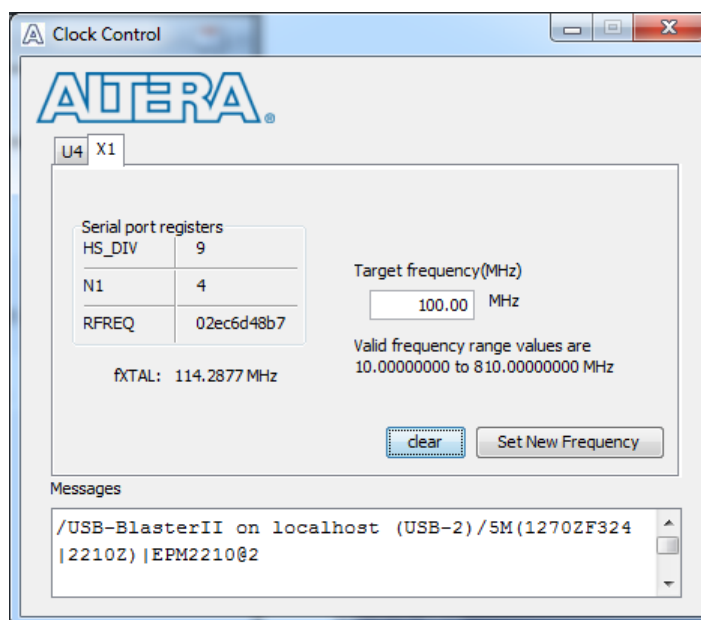 Clock Control
ALTERA®
U4 X1
Serial port registers
HS_DIV 9
N1 4
RFREQ 02ec6d48b7
fXTAL: 114.2877 MHz
Target frequency(MHz)
100.00 MHz
Valid frequency range values are
10.00000000 to 810.00000000 MHz
clear Set New Frequency
Messages
/USB-BlasterII on localhost (USB-2)/5M(1270ZF324
|2210Z)|EPM2210@2